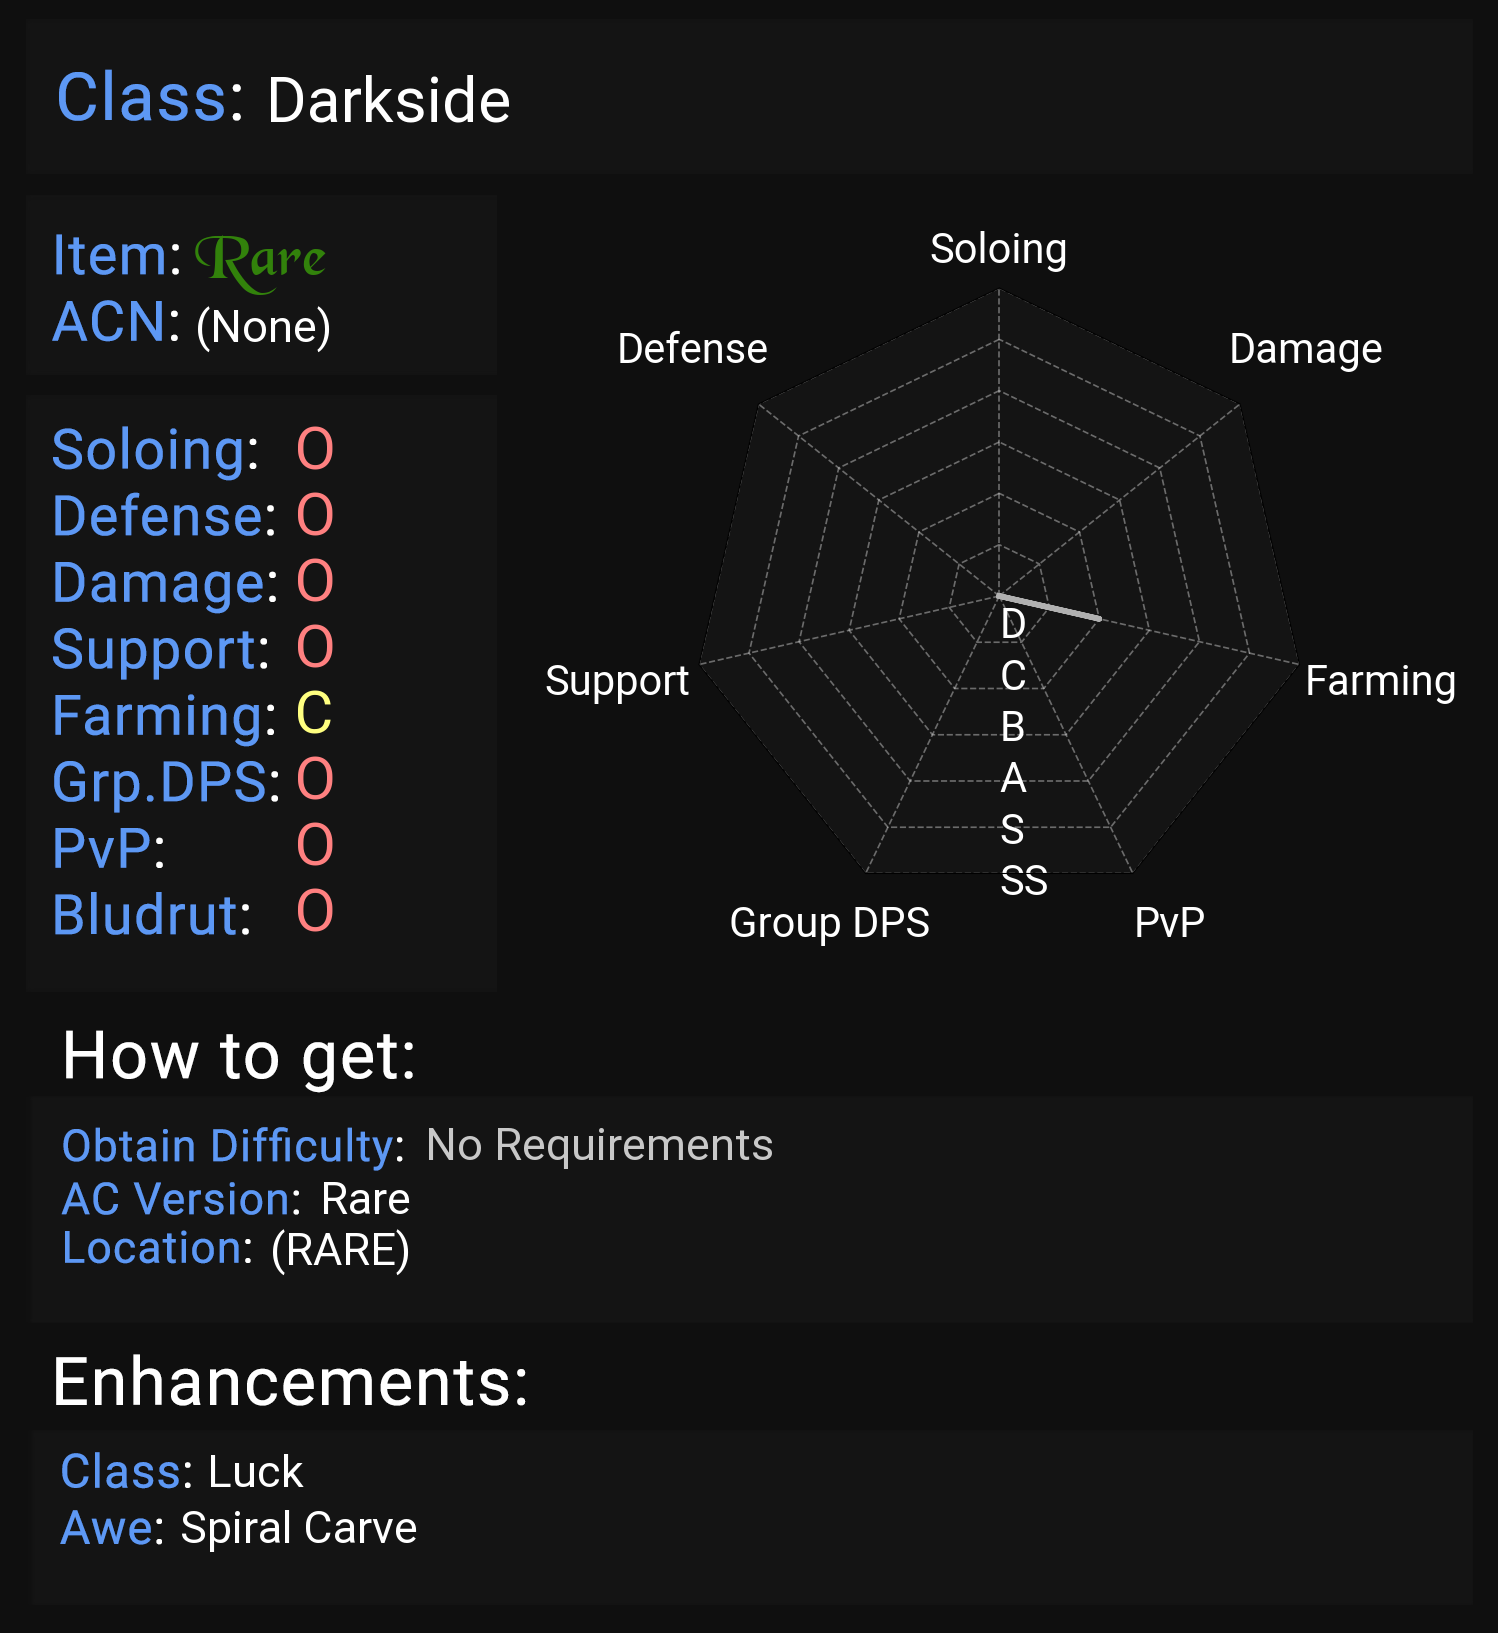 Class: Darkside
Item: Rare
ACN: (None)
Soloing: O
Defense: O
Damage: O
Support: O
Farming: C
Grp.DPS: O
PvP: O
Bludrut: O
Soloing
Defense
Damage
Support
Farming
Group DPS
PvP
D
C
B
A
S
SS
How to get:
Obtain Difficulty: No Requirements
AC Version: Rare
Location: (RARE)
Enhancements:
Class: Luck
Awe: Spiral Carve